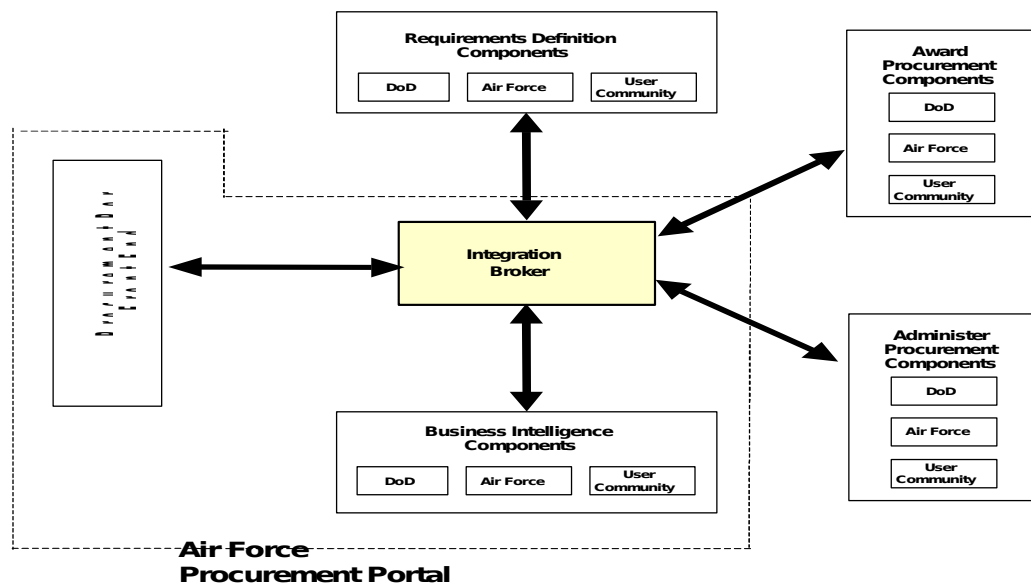 Requirements Definition
Components
DoD
Air Force
User
Community
Award
Procurement
Components
DoD
Air Force
User
Community
Integration
Broker
Administer
Procurement
Components
DoD
Air Force
User
Community
Business Intelligence
Components
DoD
Air Force
User
Community
Air Force
Procurement Portal